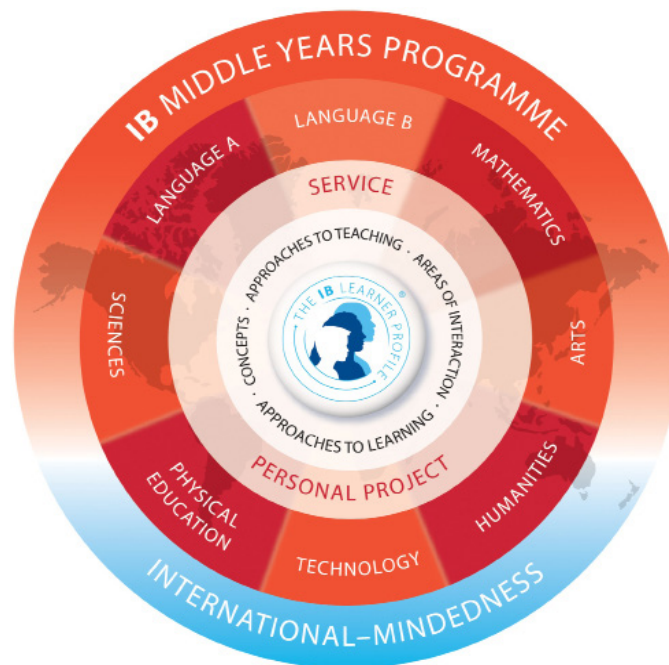 IB MIDDLE YEARS PROGRAMME
LANGUAGE B
LANGUAGE A
MATHEMATICS
SERVICE
APPROACHES TO TEACHING · AREAS OF INTERACTION · APPROACHES TO LEARNING · CONCEPTS ·
THE IB LEARNER PROFILE ®
SCIENCES
ARTS
PERSONAL PROJECT
PHYSICAL
EDUCATION
HUMANITIES
TECHNOLOGY
INTERNATIONAL–MINDEDNESS